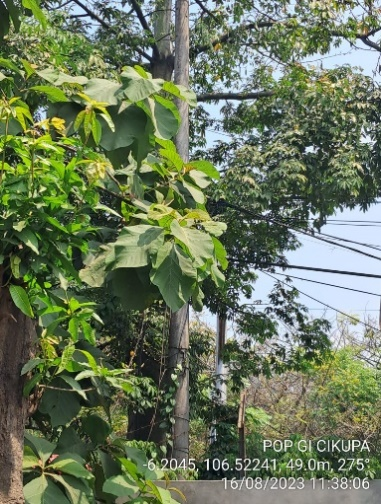 POP GI CIKUPA
-6.2045, 106.52241, 49.0m, 275°
16/08/2023 11:38:06